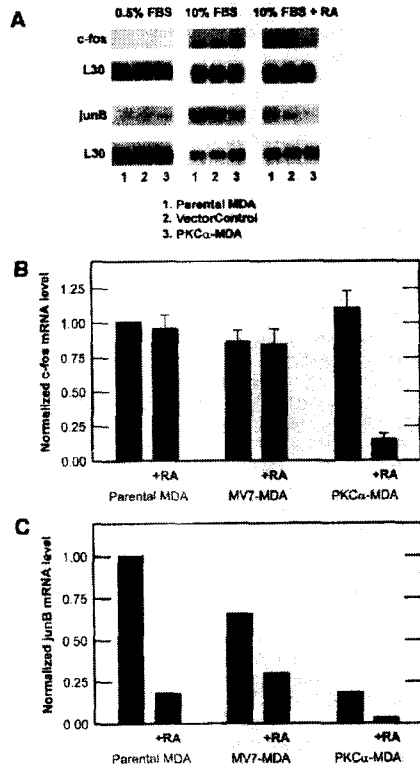 A
0.5% FBS 10% FBS 10% FBS + RA
c-fos
L30
junB
L30
1 2 3 1 2 3 1 2 3
1. Parental MDA
2. VectorControl
3. PKCα-MDA
B
Normalized c-fos mRNA level
1.25
1.00
0.75
0.50
0.25
0.00
+RA +RA +RA
Parental MDA MV7-MDA PKCα-MDA
C
Normalized junB mRNA level
1.00
0.75
0.50
0.25
0.00
+RA +RA +RA
Parental MDA MV7-MDA PKCα-MDA